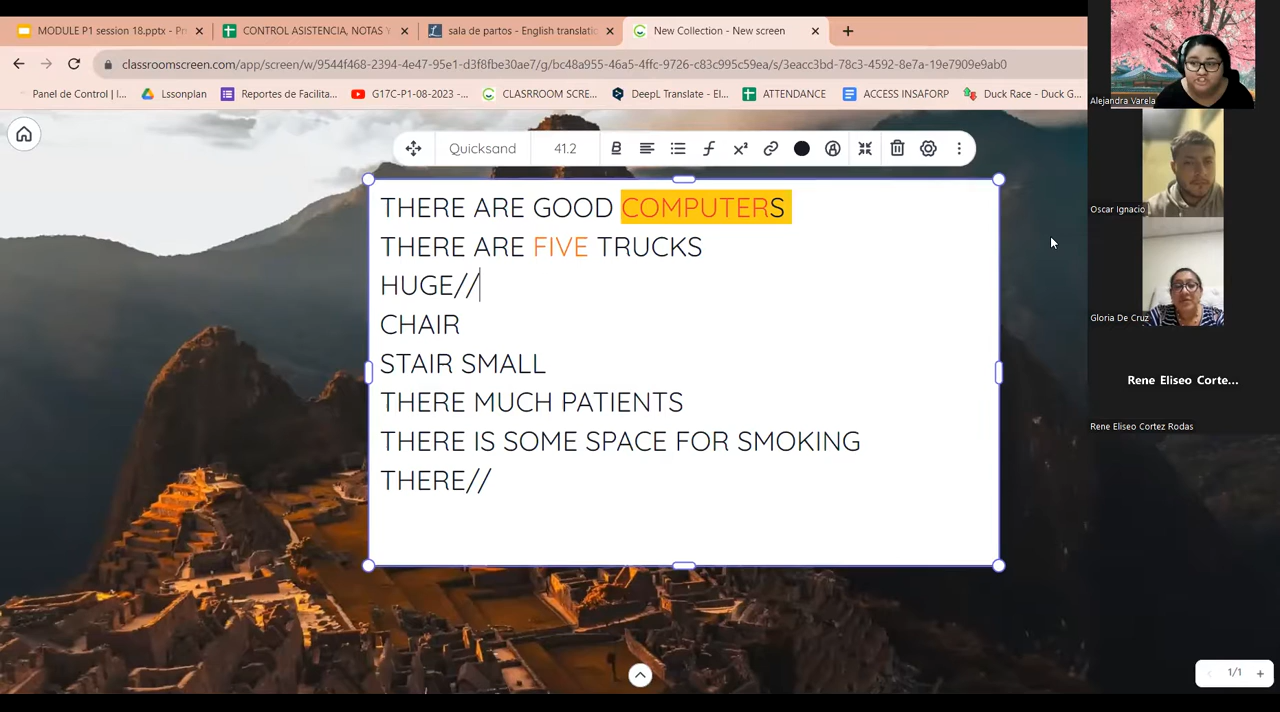 MODULE P1 session 18.pptx - Pr
CONTROL ASISTENCIA, NOTAS Y
sala de partos - English translatio
New Collection - New screen
classroomscreen.com/app/screen/w/9544f468-2394-4e47-95e1-d3f8fbe30ae7/g/bc48a955-46a5-4ffc-9726-c83c995c59ea/s/3eacc3bd-78c3-4592-8e7a-19e7909e9ab0
Panel de Control | I...
Lssonplan
Reportes de Facilita...
G17C-P1-08-2023 -...
CLASSROOM SCRE...
DeepL Translate - El...
ATTENDANCE
ACCESS INSAFORP
Duck Race - Duck G...
Quicksand
41.2
THERE ARE GOOD COMPUTERS
THERE ARE FIVE TRUCKS
HUGE//
CHAIR
STAIR SMALL
THERE MUCH PATIENTS
THERE IS SOME SPACE FOR SMOKING
THERE//
Alejandra Varela
Oscar Ignacio
Gloria De Cruz
Rene Eliseo Corte...
Rene Eliseo Cortez Rodas
1/1